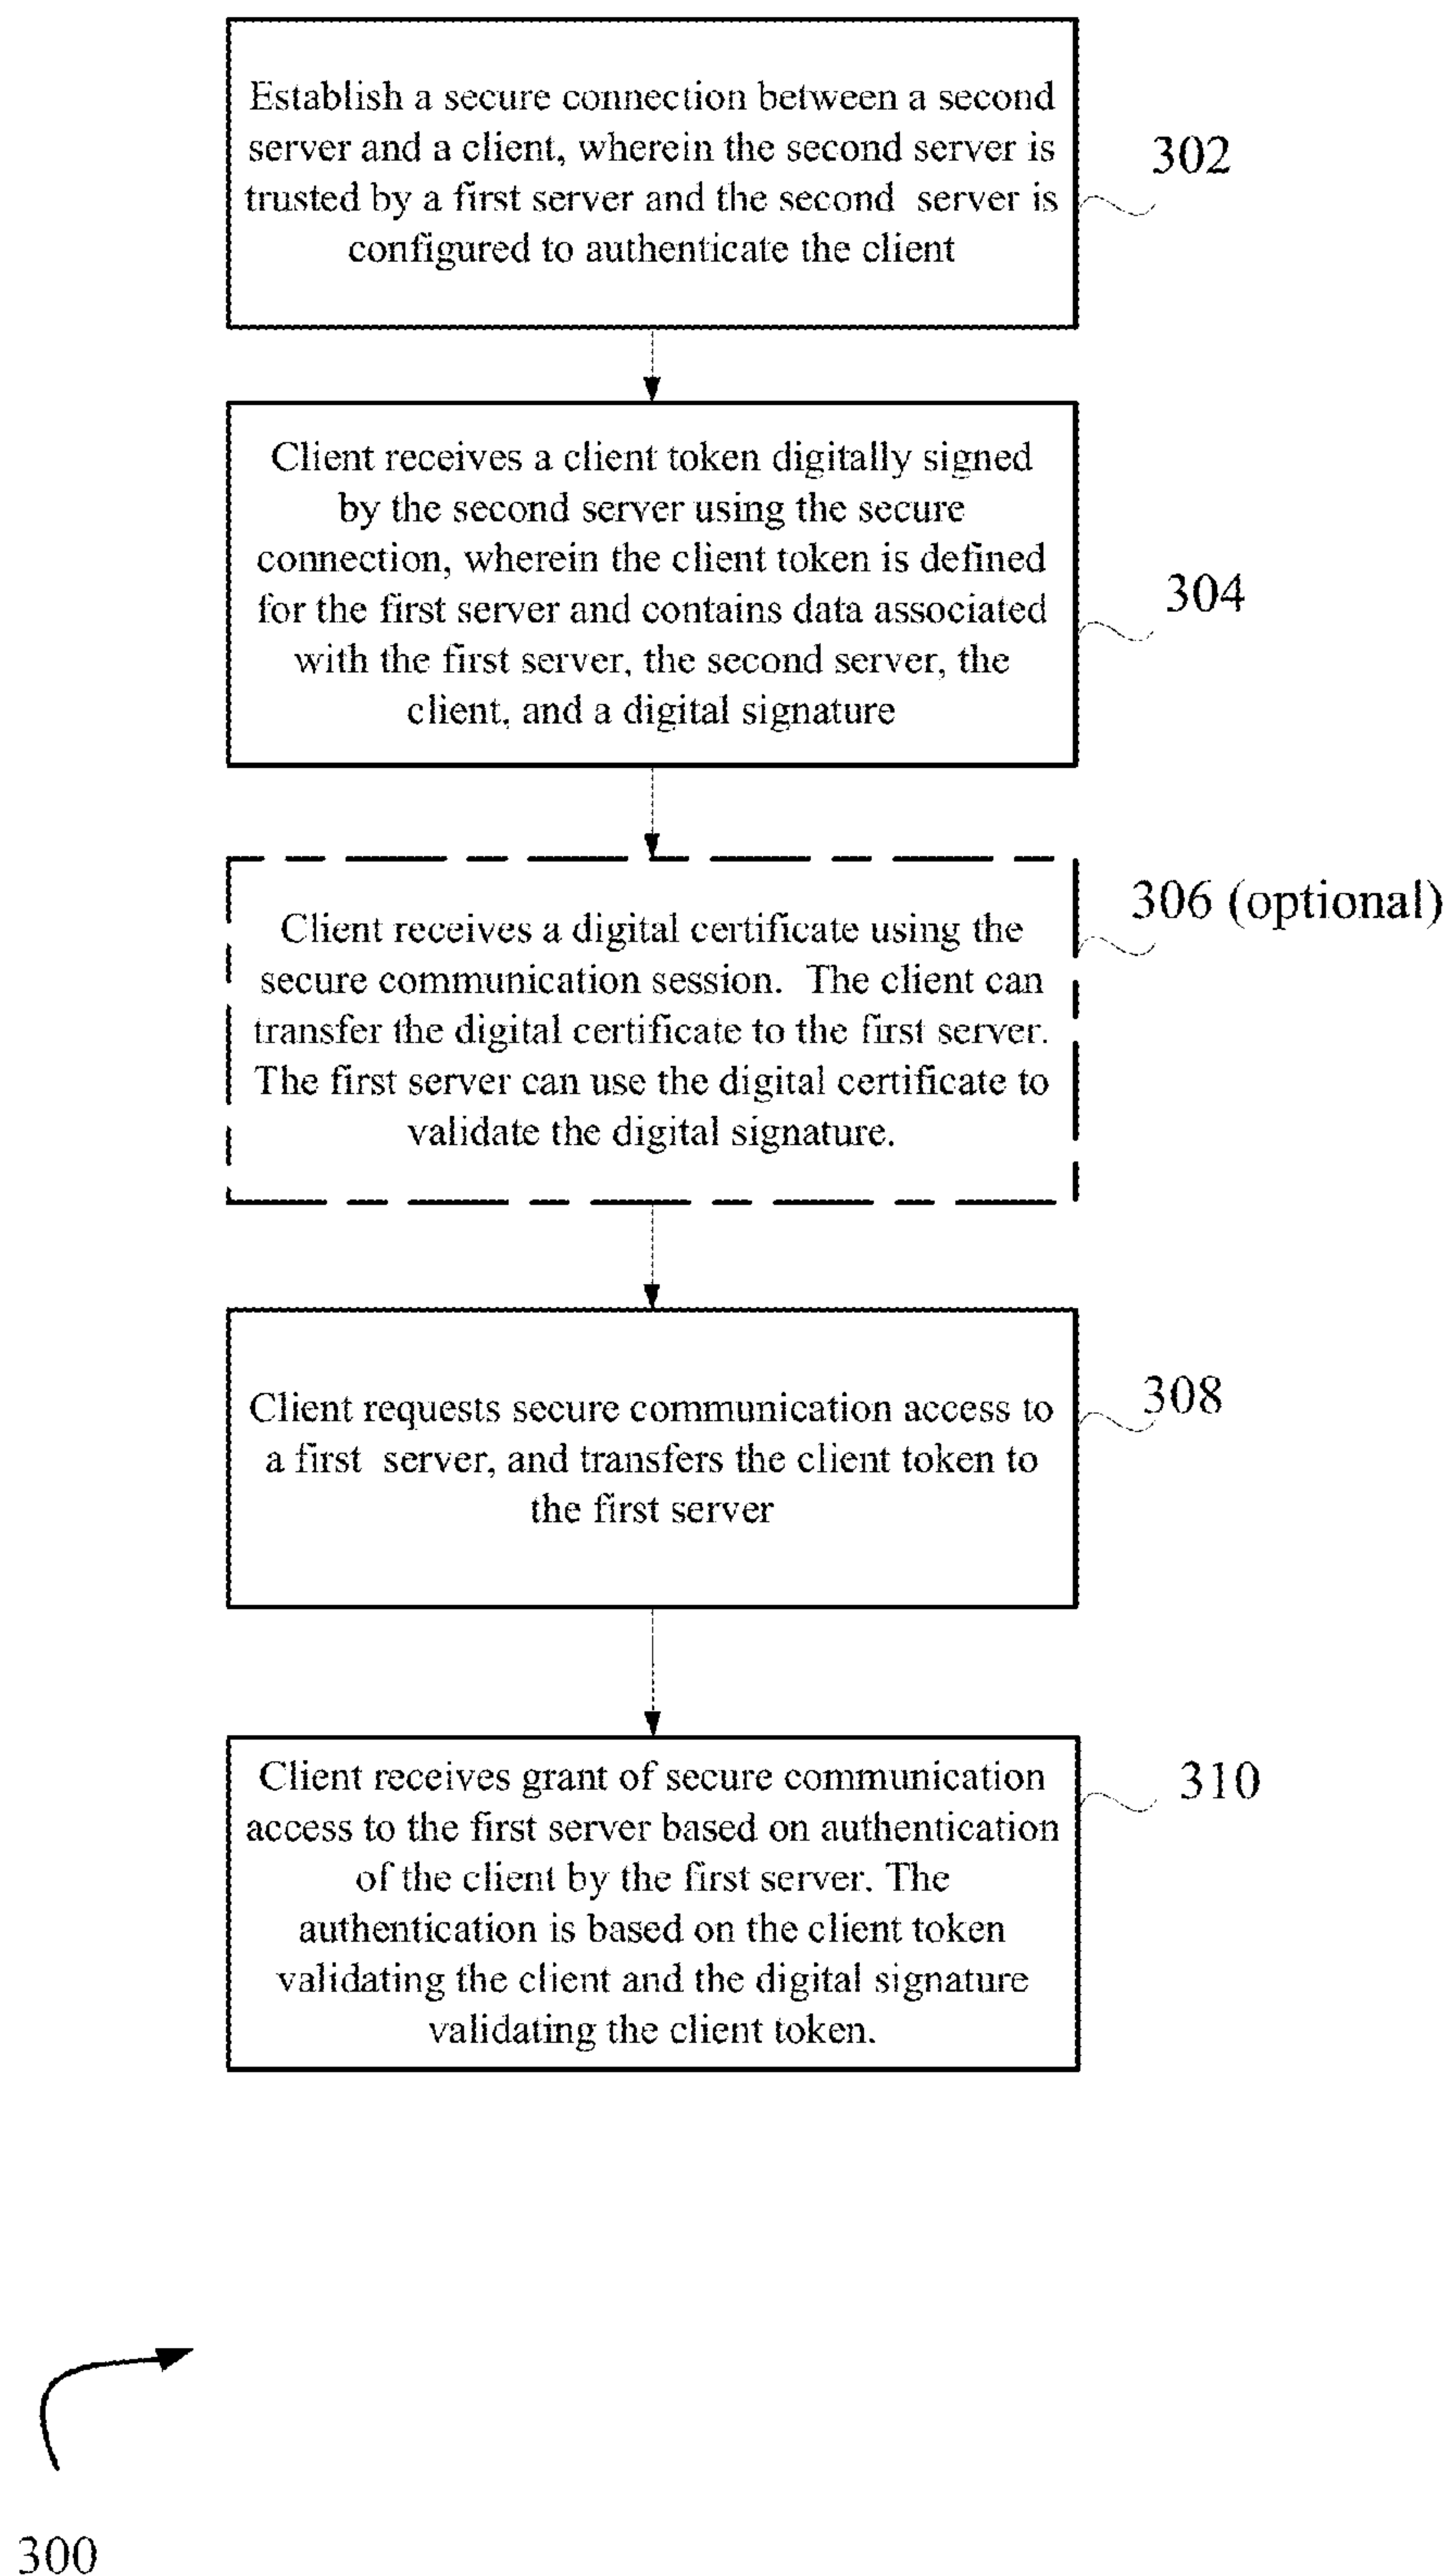 Establish a secure connection between a second
server and a client, wherein the second server is
trusted by a first server and the second server is
configured to authenticate the client
302
Client receives a client token digitally signed
by the second server using the secure
connection, wherein the client token is defined
for the first server and contains data associated
with the first server, the second server, the
client, and a digital signature
304
306 (optional)
Client receives a digital certificate using the
secure communication session. The client can
transfer the digital certificate to the first server.
The first server can use the digital certificate to
validate the digital signature.
308
Client requests secure communication access to
a first server, and transfers the client token to
the first server
310
Client receives grant of secure communication
access to the first server based on authentication
of the client by the first server. The
authentication is based on the client token
validating the client and the digital signature
validating the client token.
300